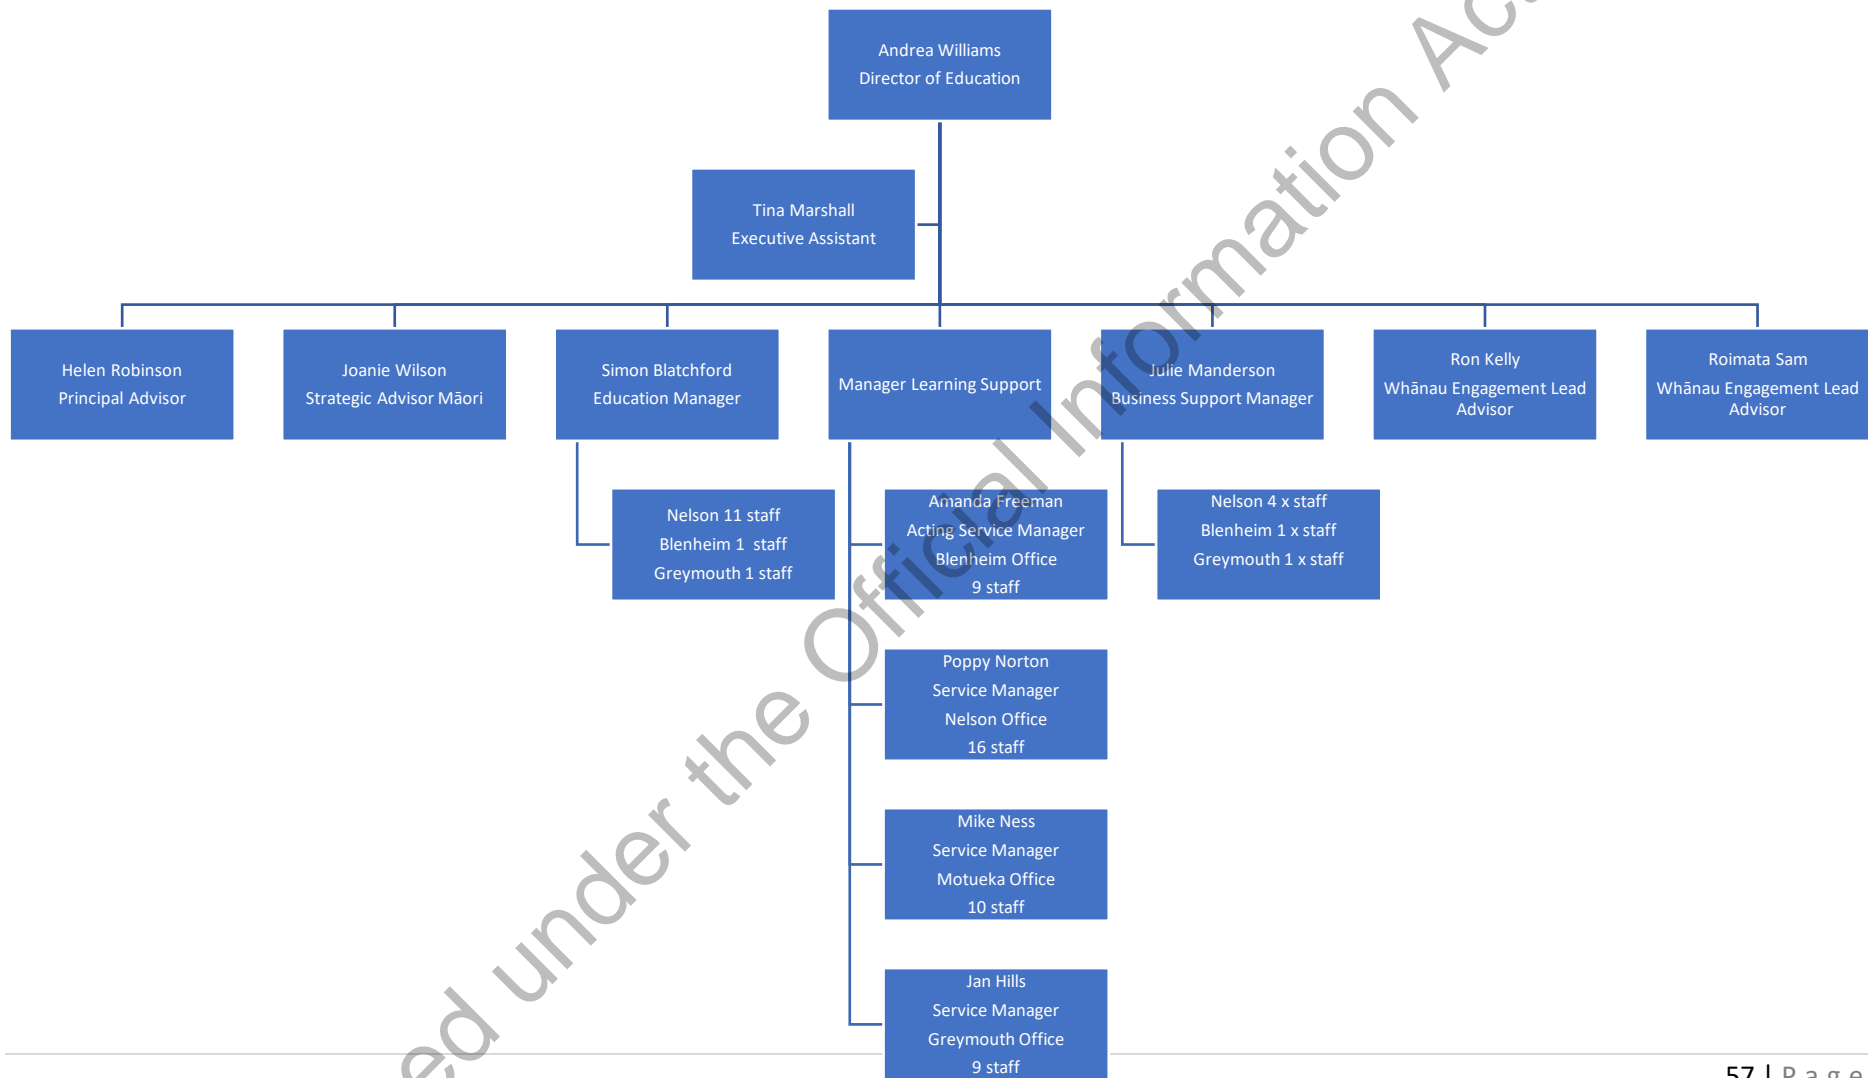 Andrea Williams
Director of Education
Tina Marshall
Executive Assistant
Helen Robinson
Principal Advisor
Joanie Wilson
Strategic Advisor Māori
Simon Blatchford
Education Manager
Manager Learning Support
Julie Manderson
Business Support Manager
Ron Kelly
Whānau Engagement Lead
Advisor
Roimata Sam
Whānau Engagement Lead
Advisor
Nelson 11 staff
Blenheim 1 staff
Greymouth 1 staff
Amanda Freeman
Acting Service Manager
Blenheim Office
9 staff
Nelson 4 x staff
Blenheim 1 x staff
Greymouth 1 x staff
Poppy Norton
Service Manager
Nelson Office
16 staff
Mike Ness
Service Manager
Motueka Office
10 staff
Jan Hills
Service Manager
Greymouth Office
9 staff
ed under the Official Information Ac
57 | P a g e